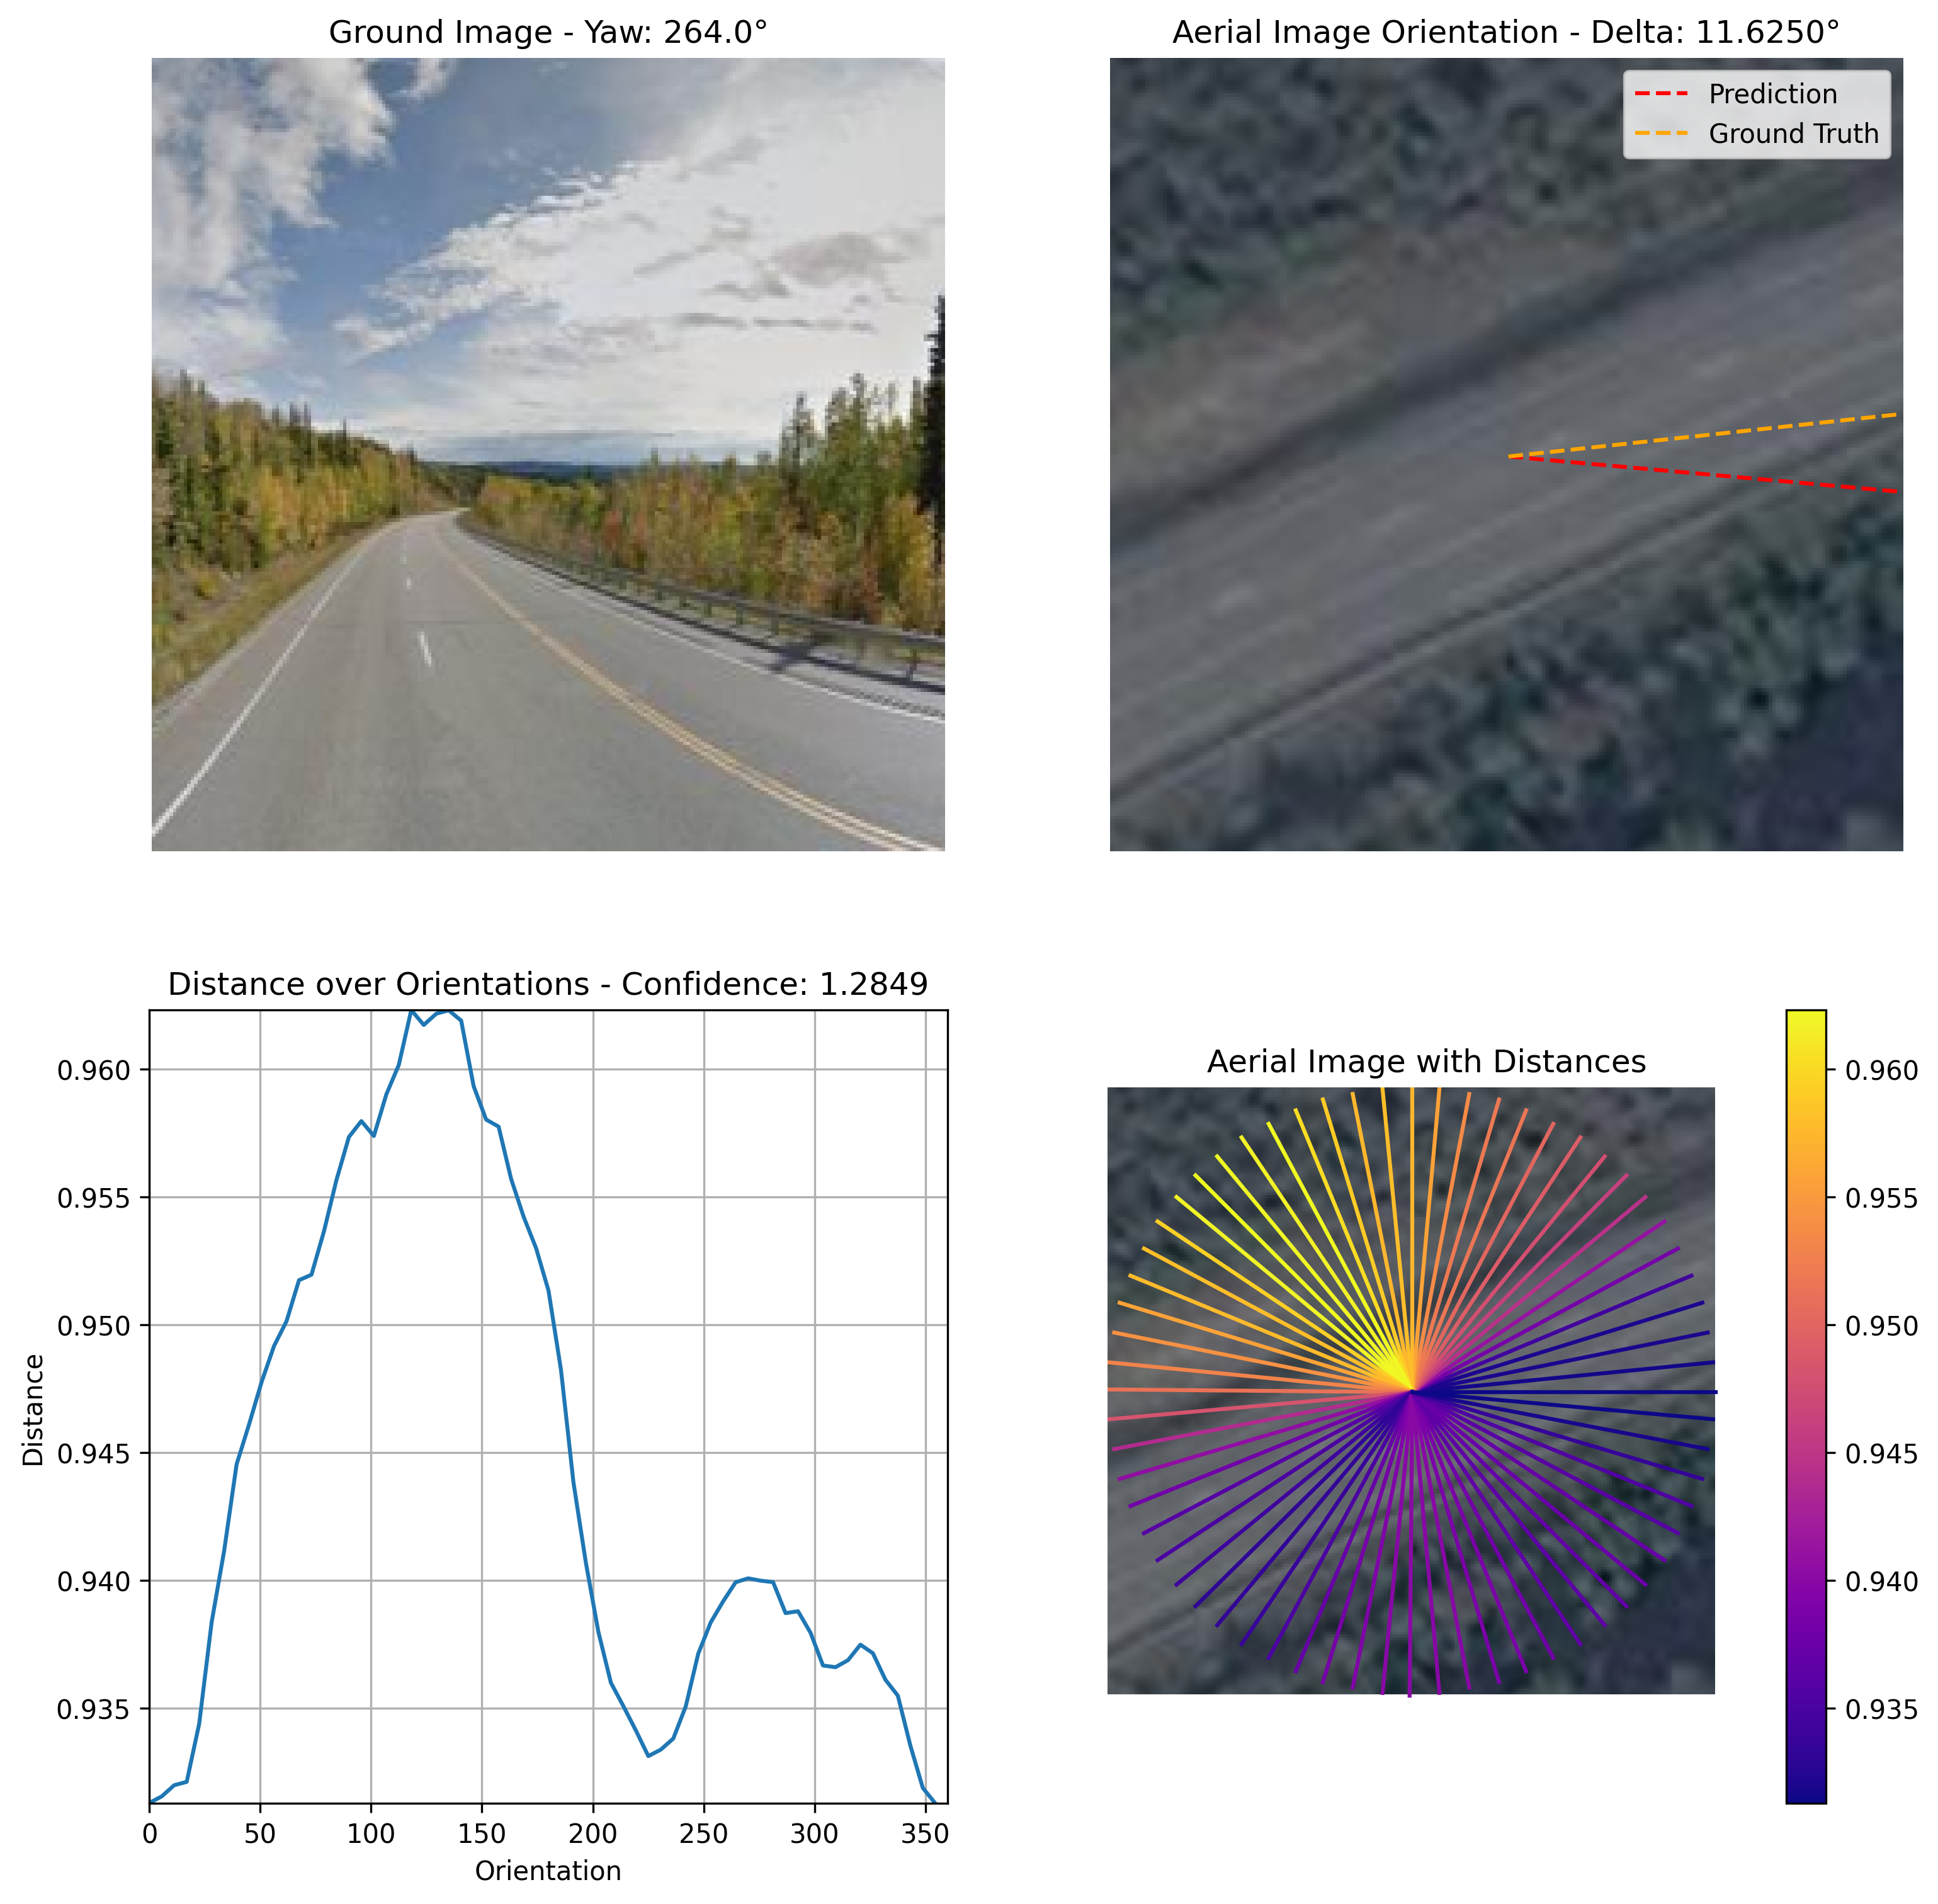 Ground Image - Yaw: 264.0°
Aerial Image Orientation - Delta: 11.6250°
Prediction
Ground Truth
Distance over Orientations - Confidence: 1.2849
0.960
0.955
0.950
0.945
0.940
0.935
Distance
0
50
100
150
200
250
300
350
Orientation
Aerial Image with Distances
0.960
0.955
0.950
0.945
0.940
0.935